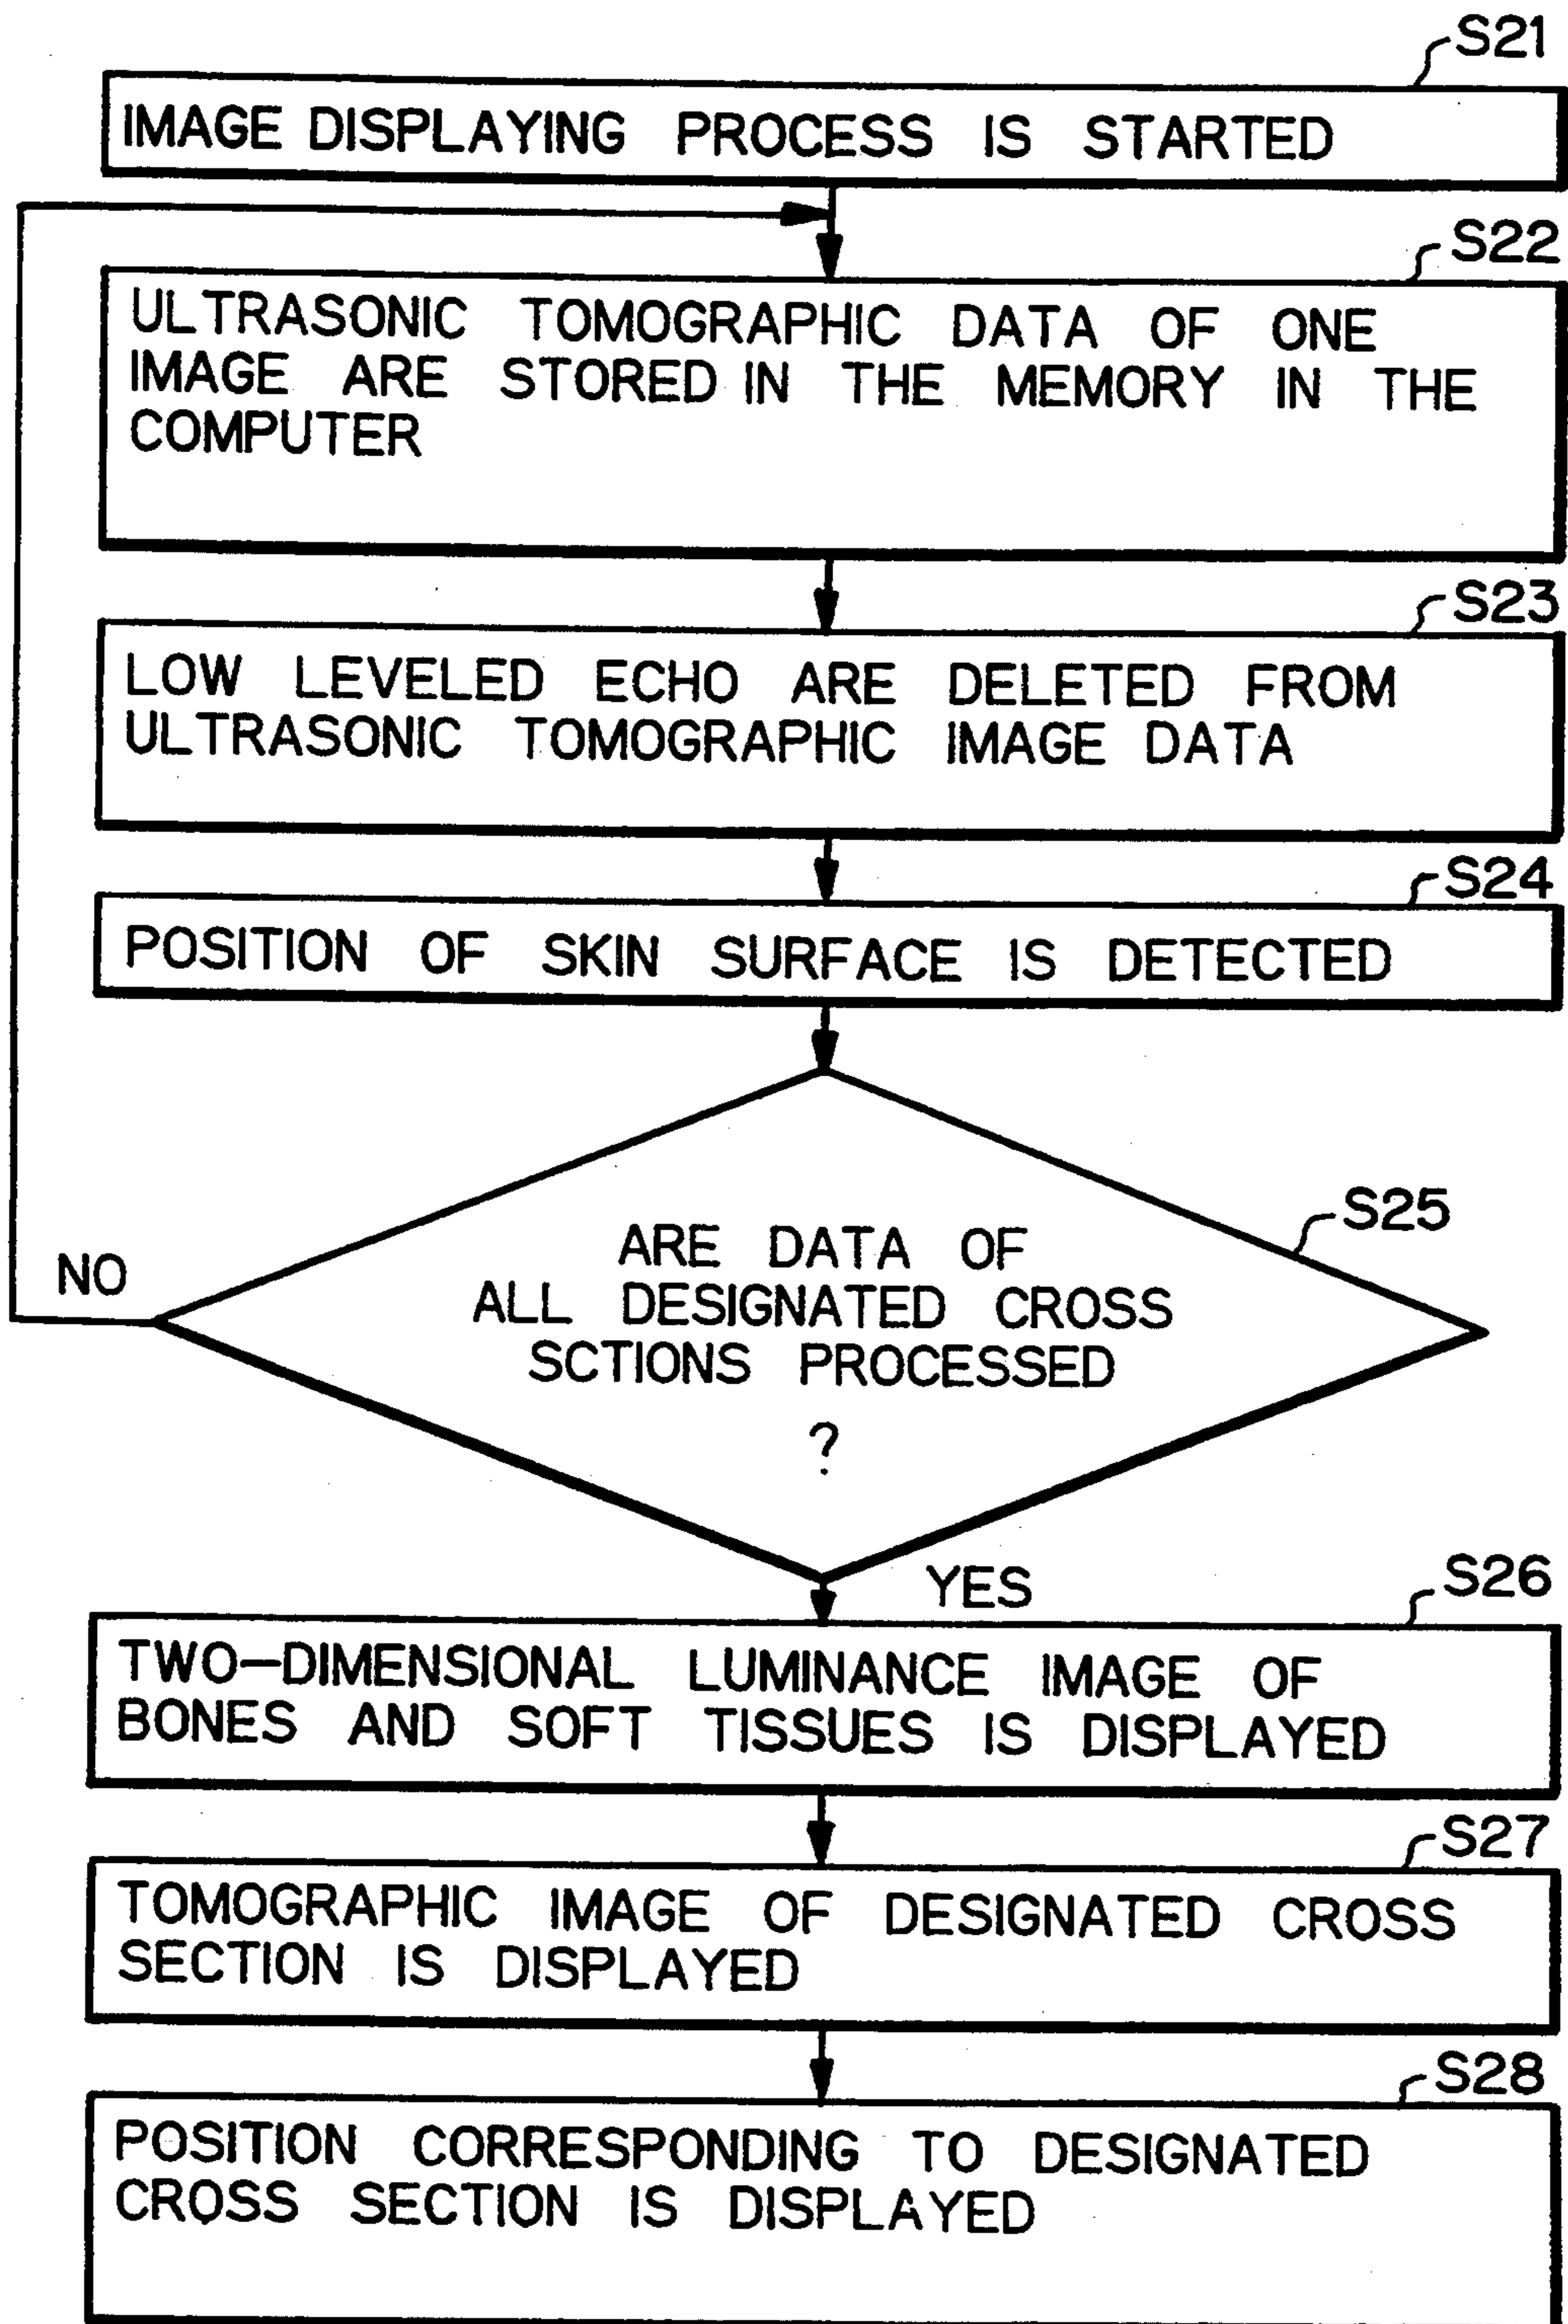 S21
IMAGE DISPLAYING PROCESS IS STARTED
S22
ULTRASONIC TOMOGRAPHIC DATA OF ONE
IMAGE ARE STORED IN THE MEMORY IN THE
COMPUTER
S23
LOW LEVELED ECHO ARE DELETED FROM
ULTRASONIC TOMOGRAPHIC IMAGE DATA
S24
POSITION OF SKIN SURFACE IS DETECTED
S25
ARE DATA OF
ALL DESIGNATED CROSS
SCTIONS PROCESSED
?
NO
YES
S26
TWO-DIMENSIONAL LUMINANCE IMAGE OF
BONES AND SOFT TISSUES IS DISPLAYED
S27
TOMOGRAPHIC IMAGE OF DESIGNATED CROSS
SECTION IS DISPLAYED
S28
POSITION CORRESPONDING TO DESIGNATED
CROSS SECTION IS DISPLAYED